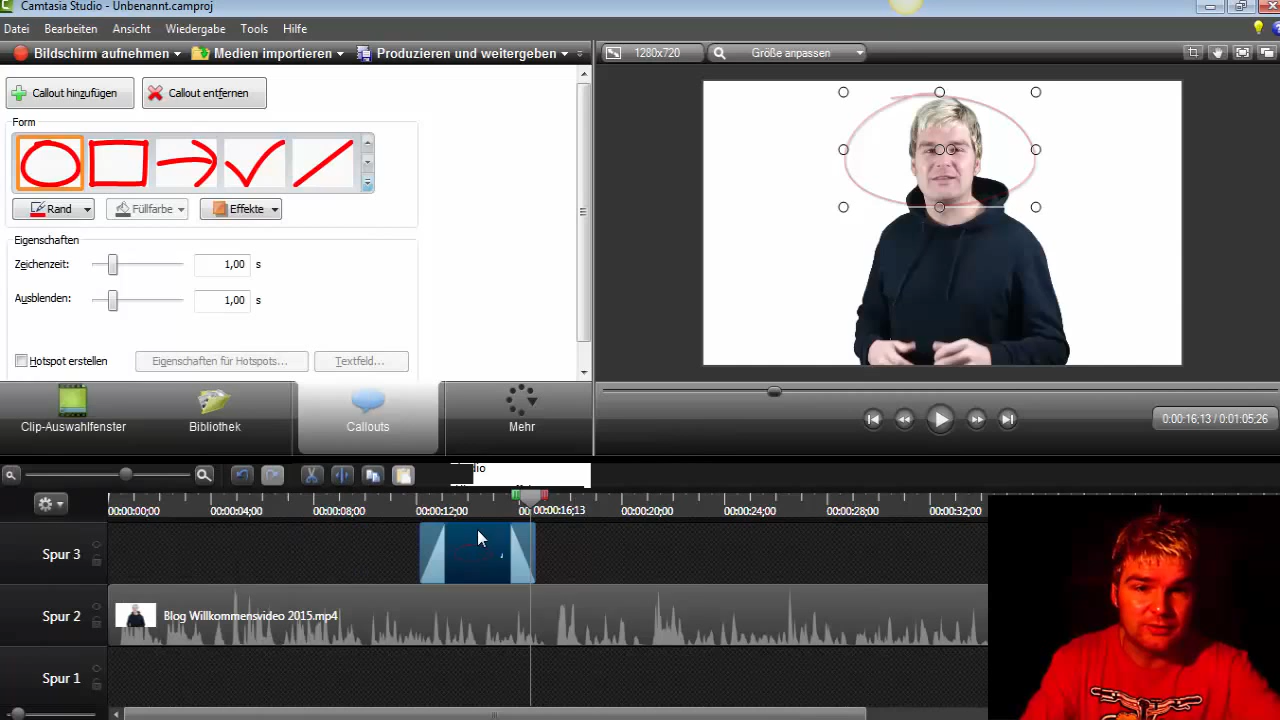 Camtasia Studio - Unbenannt.camproj
Datei Bearbeiten Ansicht Wiedergabe Tools Hilfe
Bildschirm aufnehmen Medien importieren Produzieren und weitergeben
1280x720 Größe anpassen
Callout hinzufügen Callout entfernen
Form
Rand Füllfarbe Effekte
Eigenschaften
Zeichenzeit: 1,00 s
Ausblenden: 1,00 s
Hotspot erstellen Eigenschaften für Hotspots... Textfeld...
Clip-Auswahlfenster Bibliothek Callouts Mehr
0:00:16,13 / 0:01:05,26
dio
00:00:00;00 00:00:04;00 00:00:08;00 00:00:12;00 00:00:16;13 00:00:20;00 00:00:24;00 00:00:28;00 00:00:32;0
Spur 3
Spur 2 Blog Willkommensvideo 2015.mp4
Spur 1